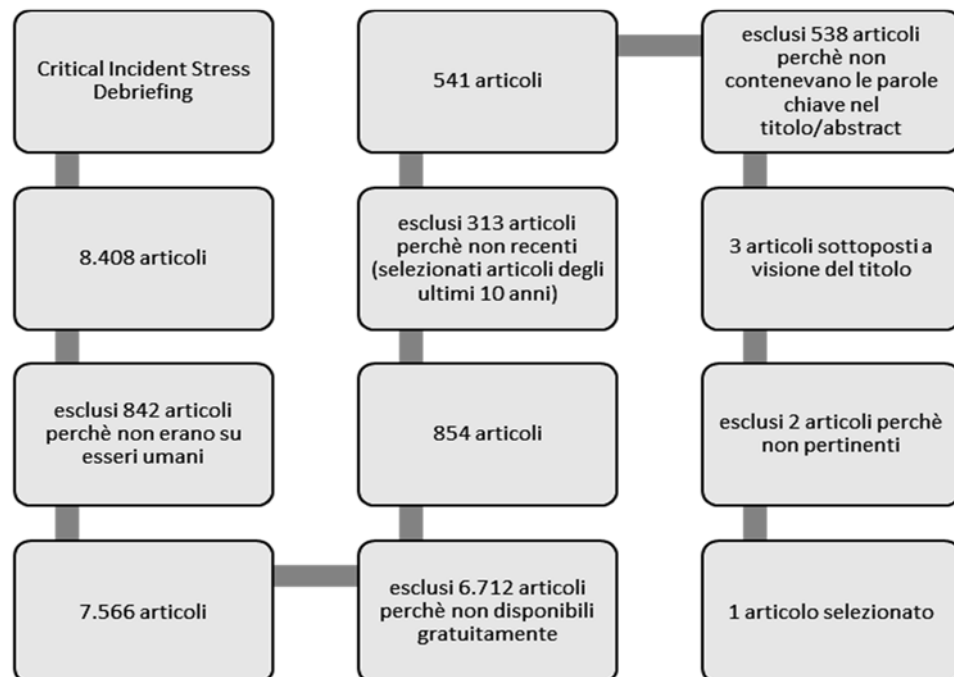 Critical Incident Stress
Debriefing
8.408 articoli
esclusi 842 articoli
perchè non erano su
esseri umani
7.566 articoli
esclusi 6.712 articoli
perchè non disponibili
gratuitamente
854 articoli
esclusi 313 articoli
perchè non recenti
(selezionati articoli degli
ultimi 10 anni)
541 articoli
esclusi 538 articoli
perchè non
contenevano le parole
chiave nel
titolo/abstract
3 articoli sottoposti a
visione del titolo
esclusi 2 articoli perchè
non pertinenti
1 articolo selezionato